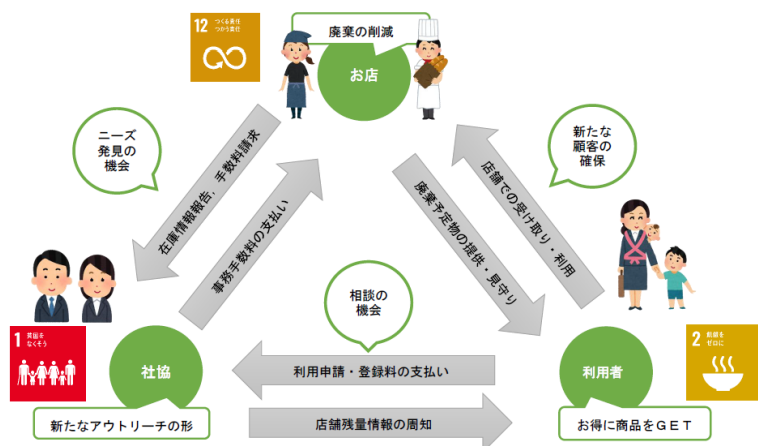 12 つくる責任
つかう責任
廃棄の削減
お店
ニーズ
発見の
機会
在庫情報報告，手数料請求
事務手数料の支払い
廃棄予定物の提供・見守り
店舗での受け取り・利用
新たな
顧客の
確保
相談の
機会
1 貧困を
なくそう
社協
新たなアウトリーチの形
利用申請・登録料の支払い
店舗残量情報の周知
2 飢餓を
ゼロに
利用者
お得に商品をＧＥＴ